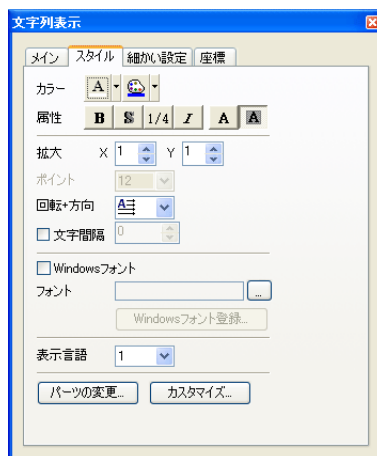 文字列表示
メイン スタイル 細かい設定 座標
カラー A
属性 B S 1/4 I A A
拡大 X 1 Y 1
ポイント 12
回転+方向 A
文字間隔 0
Windowsフォント
フォント ...
Windowsフォント登録...
表示言語 1
パーツの変更... カスタマイズ...